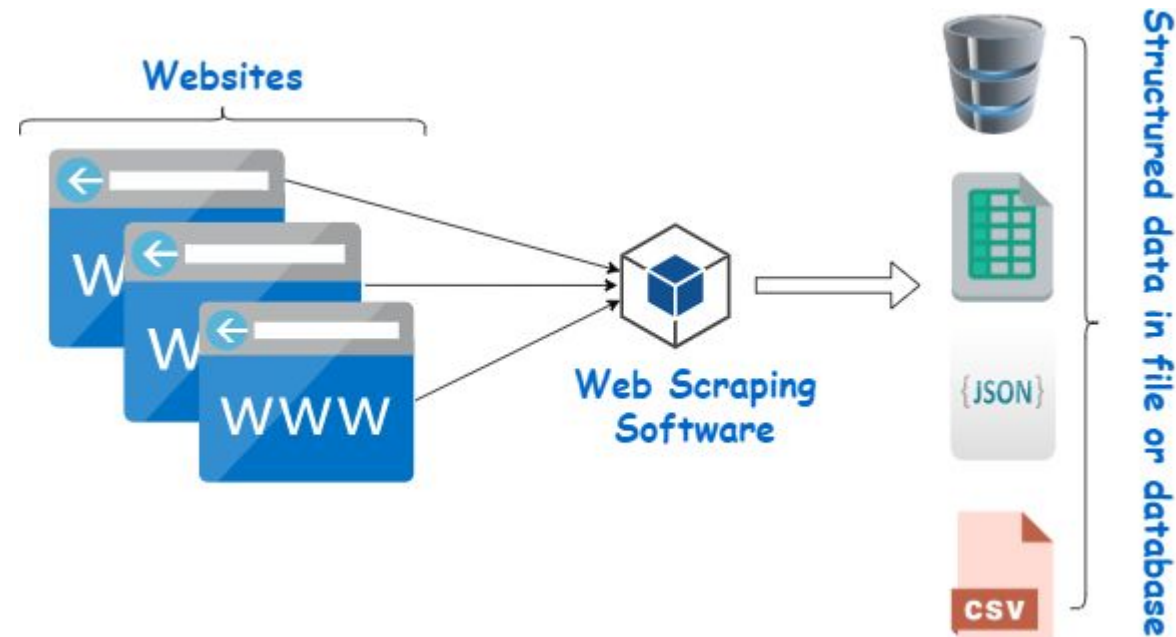 Websites
W
W
WWW
Web Scraping
Software
{JSON}
CSV
Structured data in file or database